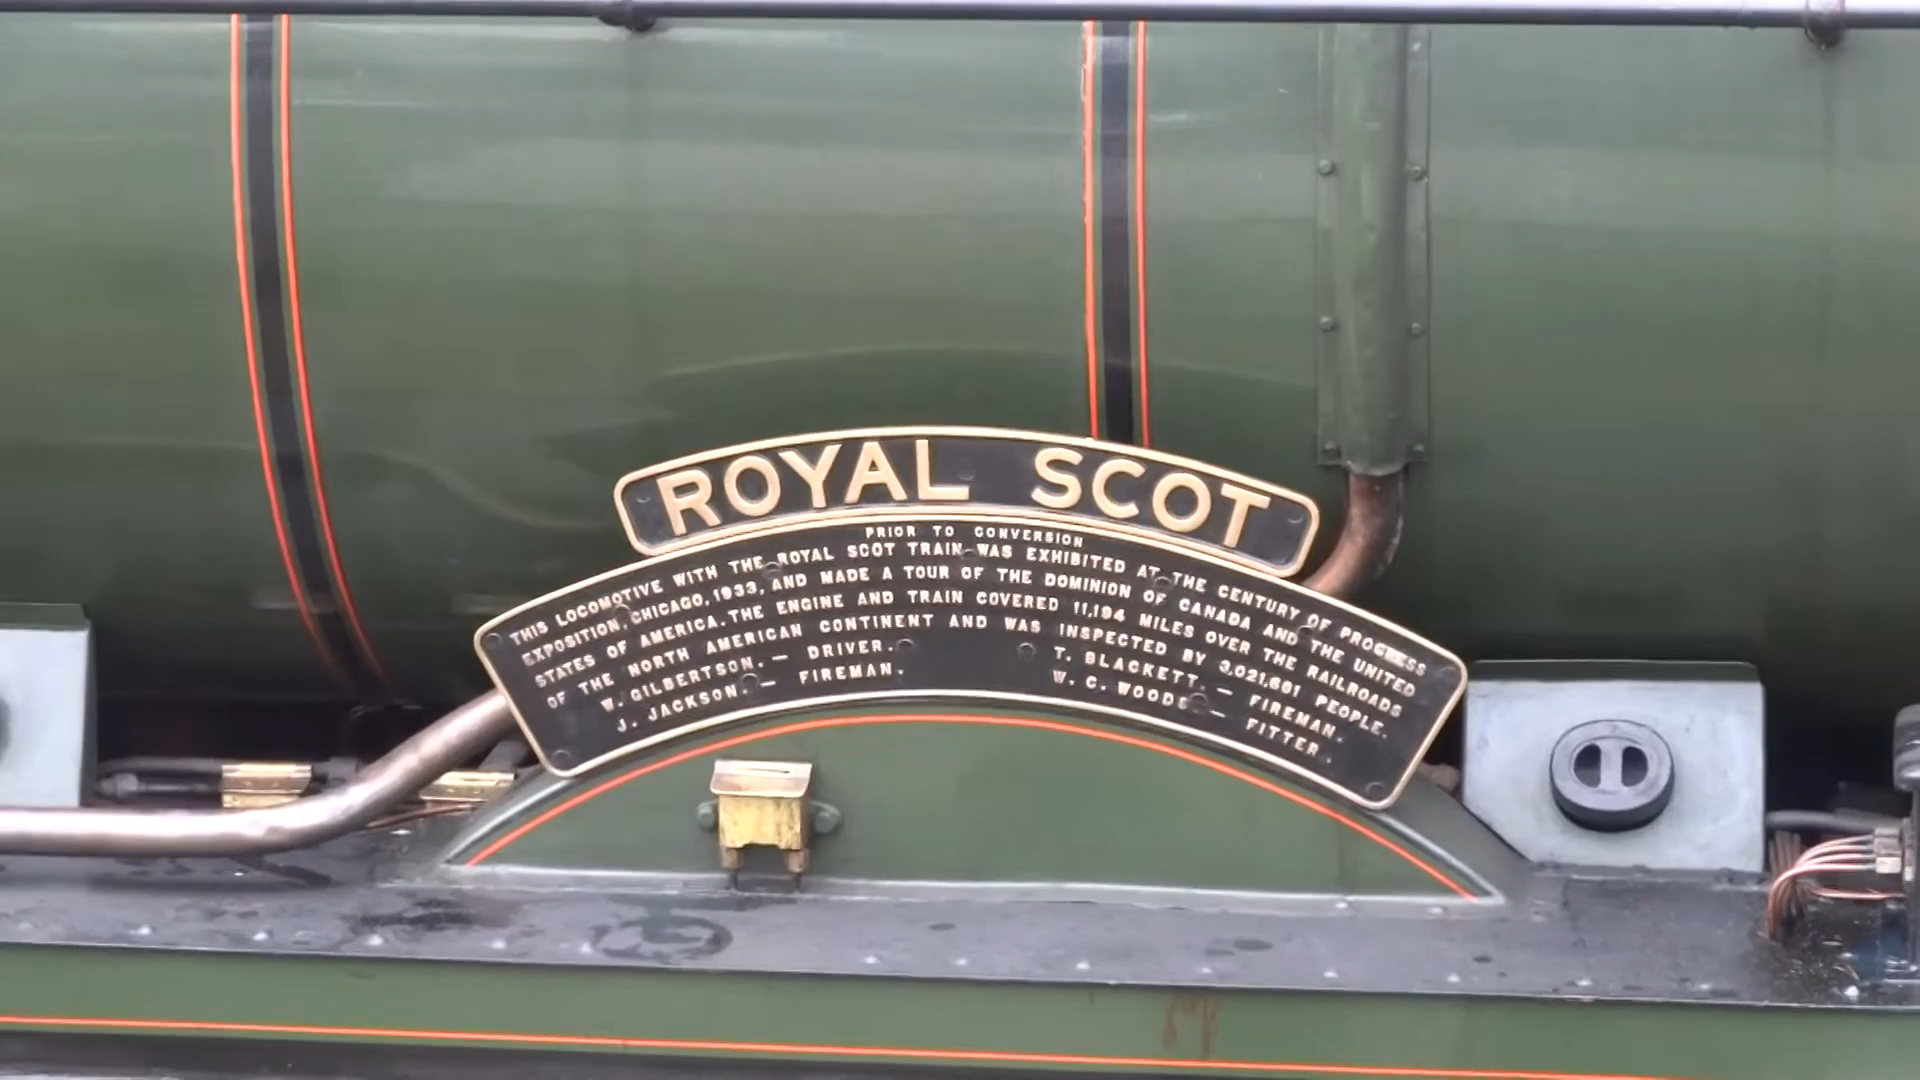 ROYAL SCOT
PRIOR TO CONVERSION
THIS LOCOMOTIVE WITH THE ROYAL SCOT TRAIN WAS EXHIBITED AT THE CENTURY OF PROGRESS
EXPOSITION, CHICAGO, 1933, AND MADE A TOUR OF THE DOMINION OF CANADA AND THE UNITED
STATES OF AMERICA. THE ENGINE AND TRAIN COVERED 11,194 MILES OVER THE RAILROADS
OF THE NORTH AMERICAN CONTINENT AND WAS INSPECTED BY 3,021,601 PEOPLE.
W. GILBERTSON. — DRIVER. T. BLACKETT. — FIREMAN.
J. JACKSON. — FIREMAN. W. C. WOODS — FITTER.